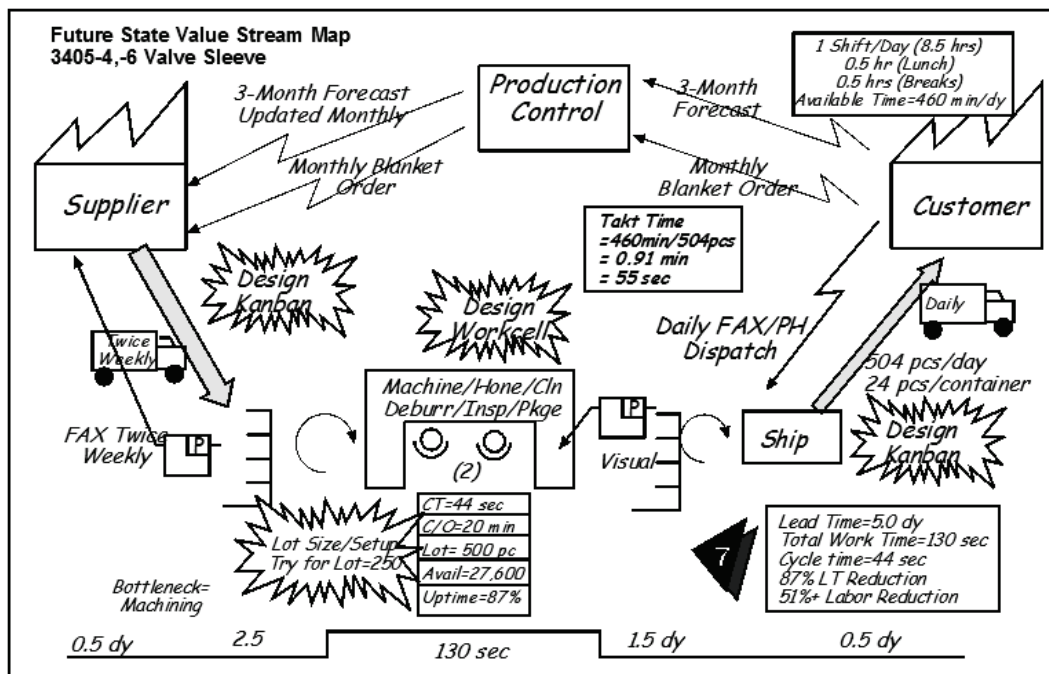 Future State Value Stream Map
3405-4,-6 Valve Sleeve
1 Shift/Day (8.5 hrs)
0.5 hr (Lunch)
0.5 hrs (Breaks)
Available Time=460 min/dy
Production
Control
3-Month Forecast
Updated Monthly
3-Month
Forecast
Monthly Blanket
Order
Monthly
Blanket Order
Supplier
Customer
Takt Time
=460min/504pcs
= 0.91 min
= 55 sec
Design
Kanban
Design
Workcell
Twice
Weekly
Daily
Daily FAX/PH
Dispatch
504 pcs/day
24 pcs/container
Machine/Hone/Cln
Deburr/Insp/Pkge
FAX Twice
Weekly
P
(2)
P
Visual
Ship
Design
Kanban
CT=44 sec
C/O=20 min
Lot= 500 pc
Avail=27,600
Uptime=87%
Lot Size/Setup
Try for Lot=250
7
Lead Time=5.0 dy
Total Work Time=130 sec
Cycle time=44 sec
87% LT Reduction
51%+ Labor Reduction
Bottleneck=
Machining
0.5 dy
2.5
130 sec
1.5 dy
0.5 dy